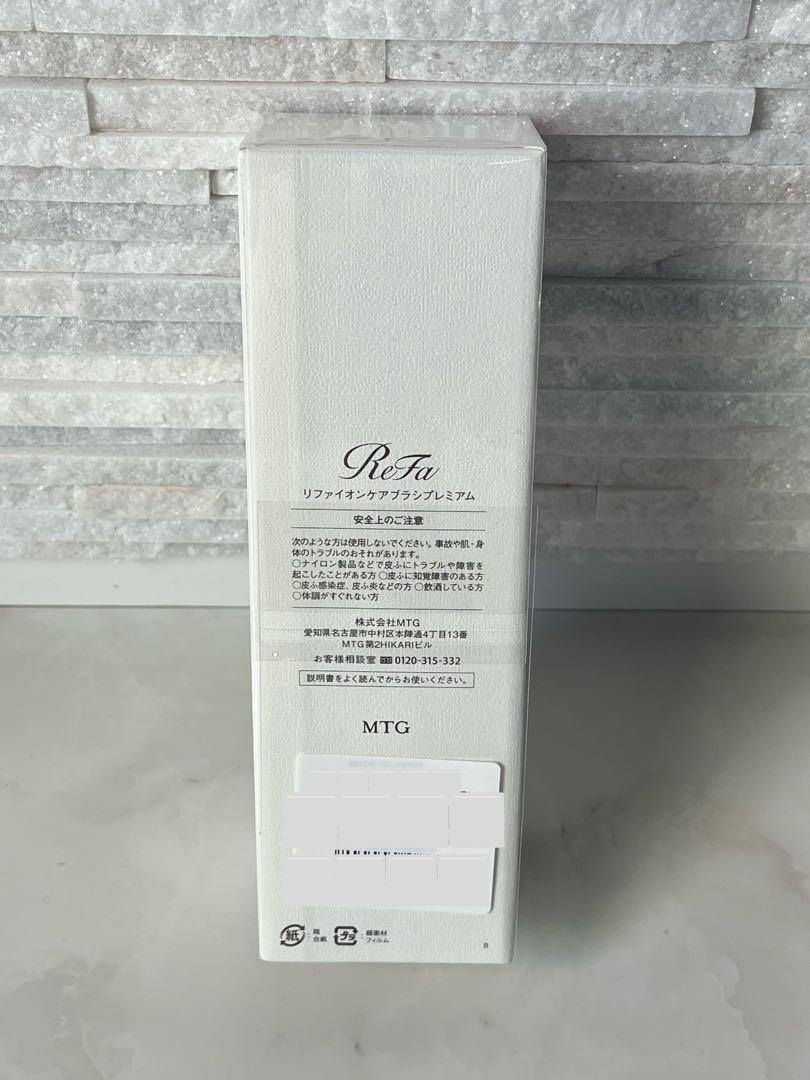 ReFa
リファイオンケアブラシプレミアム
安全上のご注意
次のような方は使用しないでください。事故や肌・身
体のトラブルのおそれがあります。
○ナイロン製品などで皮ふにトラブルや障害を
起こしたことがある方 ○皮ふに知覚障害のある方
○皮ふ感染症、皮ふ炎などの方 ○飲酒している方
○体調がすぐれない方
株式会社MTG
愛知県名古屋市中村区本陣通4丁目13番
MTG第2HIKARIビル
お客様相談室 0120-315-332
説明書をよく読んでからお使いください。
MTG
紙 : 箱 台紙 プラ : 緩衝材 フィルム
B